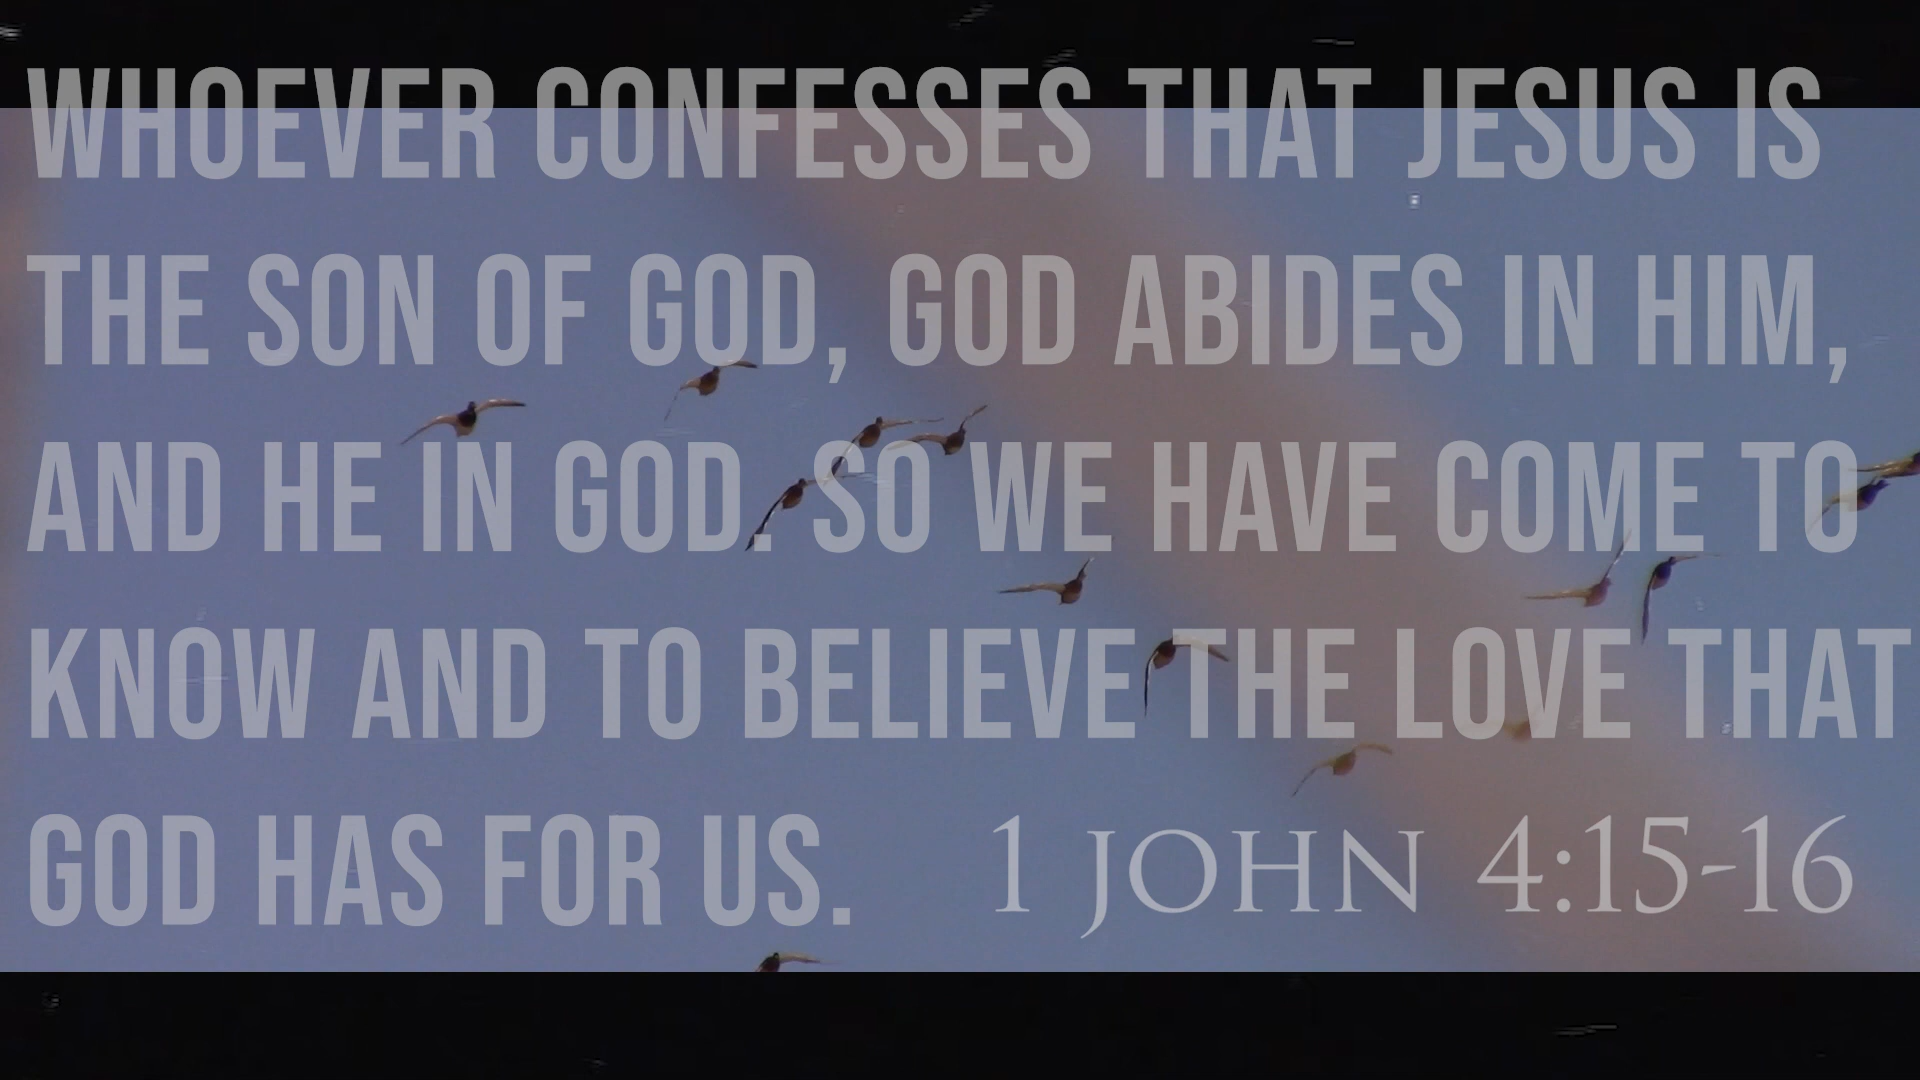 WHOEVER CONFESSES THAT JESUS IS
THE SON OF GOD, GOD ABIDES IN HIM,
AND HE IN GOD. SO WE HAVE COME TO
KNOW AND TO BELIEVE THE LOVE THAT
GOD HAS FOR US. 1 JOHN 4:15-16